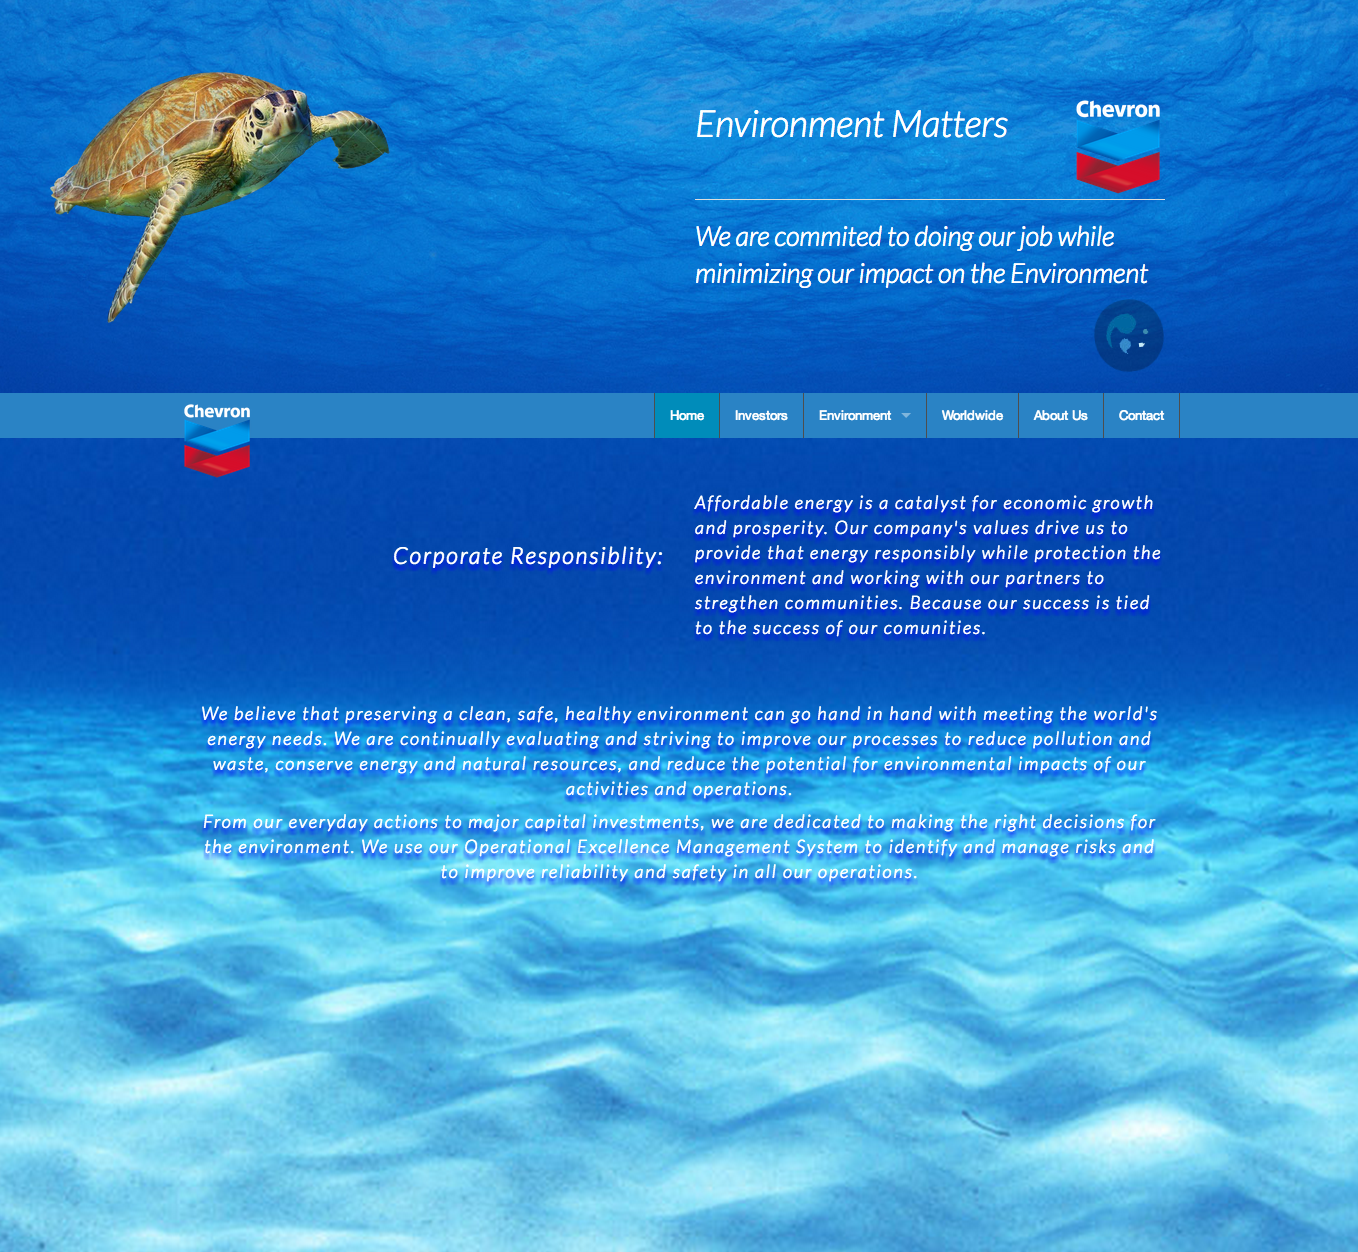 Environment Matters
Chevron
We are commited to doing our job while
minimizing our impact on the Environment
Chevron
Home Investors Environment Worldwide About Us Contact
Corporate Responsiblity:
Affordable energy is a catalyst for economic growth
and prosperity. Our company's values drive us to
provide that energy responsibly while protection the
environment and working with our partners to
stregthen communities. Because our success is tied
to the success of our comunities.
We believe that preserving a clean, safe, healthy environment can go hand in hand with meeting the world's
energy needs. We are continually evaluating and striving to improve our processes to reduce pollution and
waste, conserve energy and natural resources, and reduce the potential for environmental impacts of our
activities and operations.
From our everyday actions to major capital investments, we are dedicated to making the right decisions for
the environment. We use our Operational Excellence Management System to identify and manage risks and
to improve reliability and safety in all our operations.